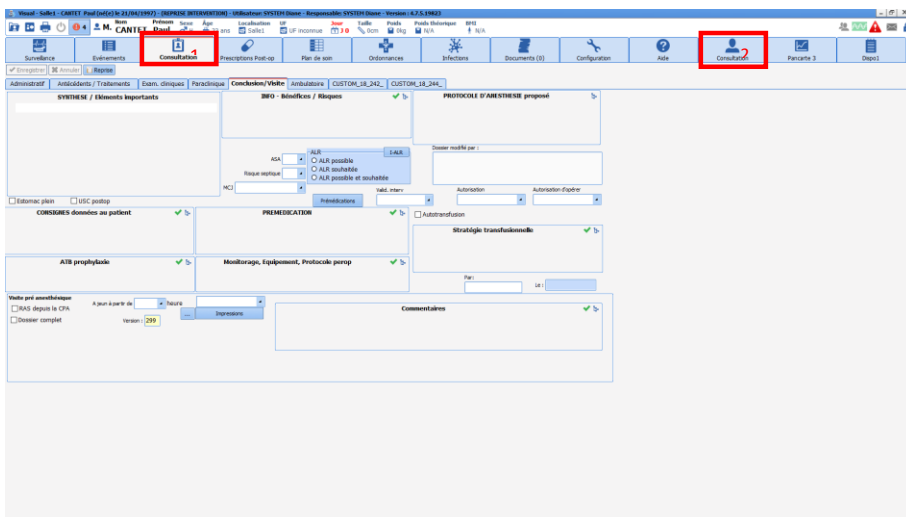 Visual - Salle1 - CANTET Paul (né(e) le 21/04/1997) - [REPRISE INTERVENTION] - Utilisateur: SYSTEM Diane - Responsable: SYSTEM Diane - Version : 4.7.5.19623
Nom Prénom Sexe Âge Localisation UF Jour Taille Poids Poids théorique BMI
4 M. CANTET Paul ans Salle1 UF inconnue J 0 0cm 0kg N/A N/A
1 2
Surveillance Evénements Consultation Prescriptions Post-op Plan de soin Ordonnances Infections Documents (0) Configuration Aide Consultation Pancarte 3 Diapo1
Enregistrer Annuler Reprise
Administratif Antécédents / Traitements Exam. cliniques Paraclinique Conclusion/Visite Ambulatoire CUSTOM_18_242_ CUSTOM_18_244_
SYNTHESE / Eléments importants INFO - Bénéfices / Risques PROTOCOLE D'ANESTHESIE proposé
ALR I-ALR Dossier modifié par :
ASA ALR possible
ALR souhaitée
Risque septique ALR possible et souhaitée
MCJ Prémédications Valid. interv Autorisation Autorisation d'opérer
Estomac plein USC postop
CONSIGNES données au patient PREMEDICATION Autotransfusion
Stratégie transfusionnelle
ATB prophylaxie Monitorage, Equipement, Protocole perop
Par: Le :
Visite pré anesthésique
RAS depuis la CPA A jeun à partir de heure Commentaires
Dossier complet Version : 299 ... Impressions